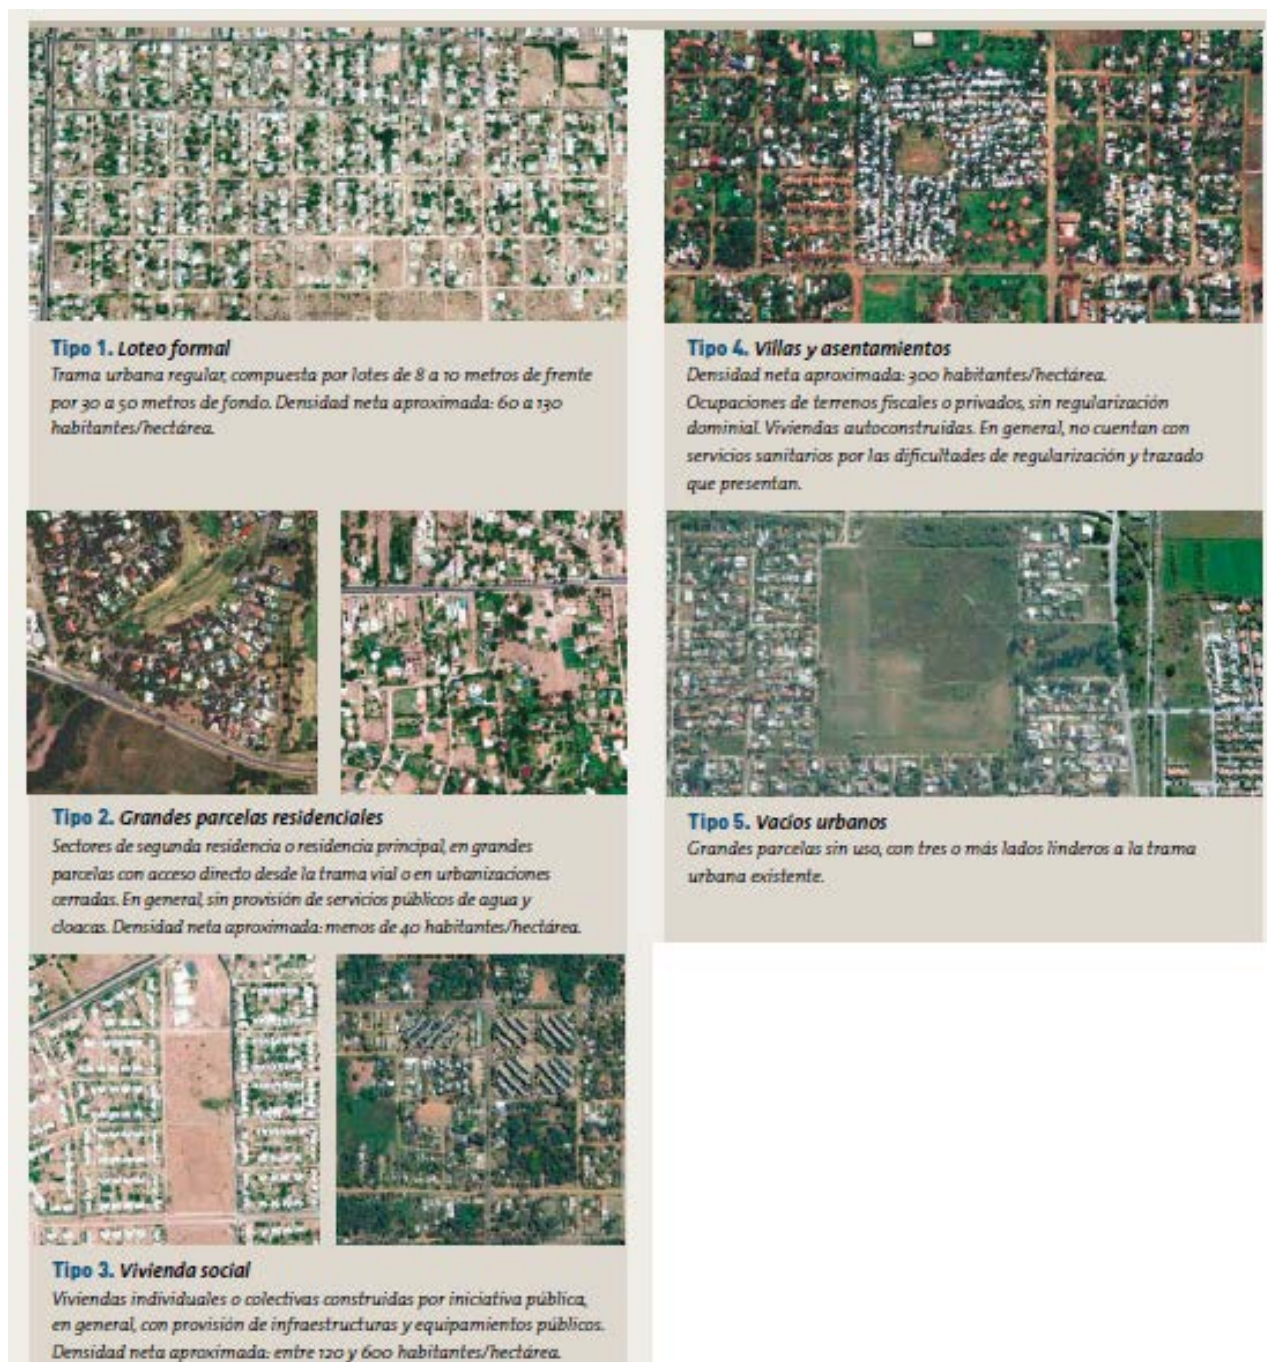 Tipo 1. Loteo formal
Trama urbana regular, compuesta por lotes de 8 a 10 metros de frente
por 30 a 50 metros de fondo. Densidad neta aproximada: 60 a 130
habitantes/hectárea.
Tipo 2. Grandes parcelas residenciales
Sectores de segunda residencia o residencia principal, en grandes
parcelas con acceso directo desde la trama vial o en urbanizaciones
cerradas. En general, sin provisión de servicios públicos de agua y
cloacas. Densidad neta aproximada: menos de 40 habitantes/hectárea.
Tipo 3. Vivienda social
Viviendas individuales o colectivas construidas por iniciativa pública,
en general, con provisión de infraestructuras y equipamientos públicos.
Densidad neta aproximada: entre 120 y 600 habitantes/hectárea.
Tipo 4. Villas y asentamientos
Densidad neta aproximada: 300 habitantes/hectárea.
Ocupaciones de terrenos fiscales o privados, sin regularización
dominial. Viviendas autoconstruidas. En general, no cuentan con
servicios sanitarios por las dificultades de regularización y trazado
que presentan.
Tipo 5. Vacíos urbanos
Grandes parcelas sin uso, con tres o más lados linderos a la trama
urbana existente.